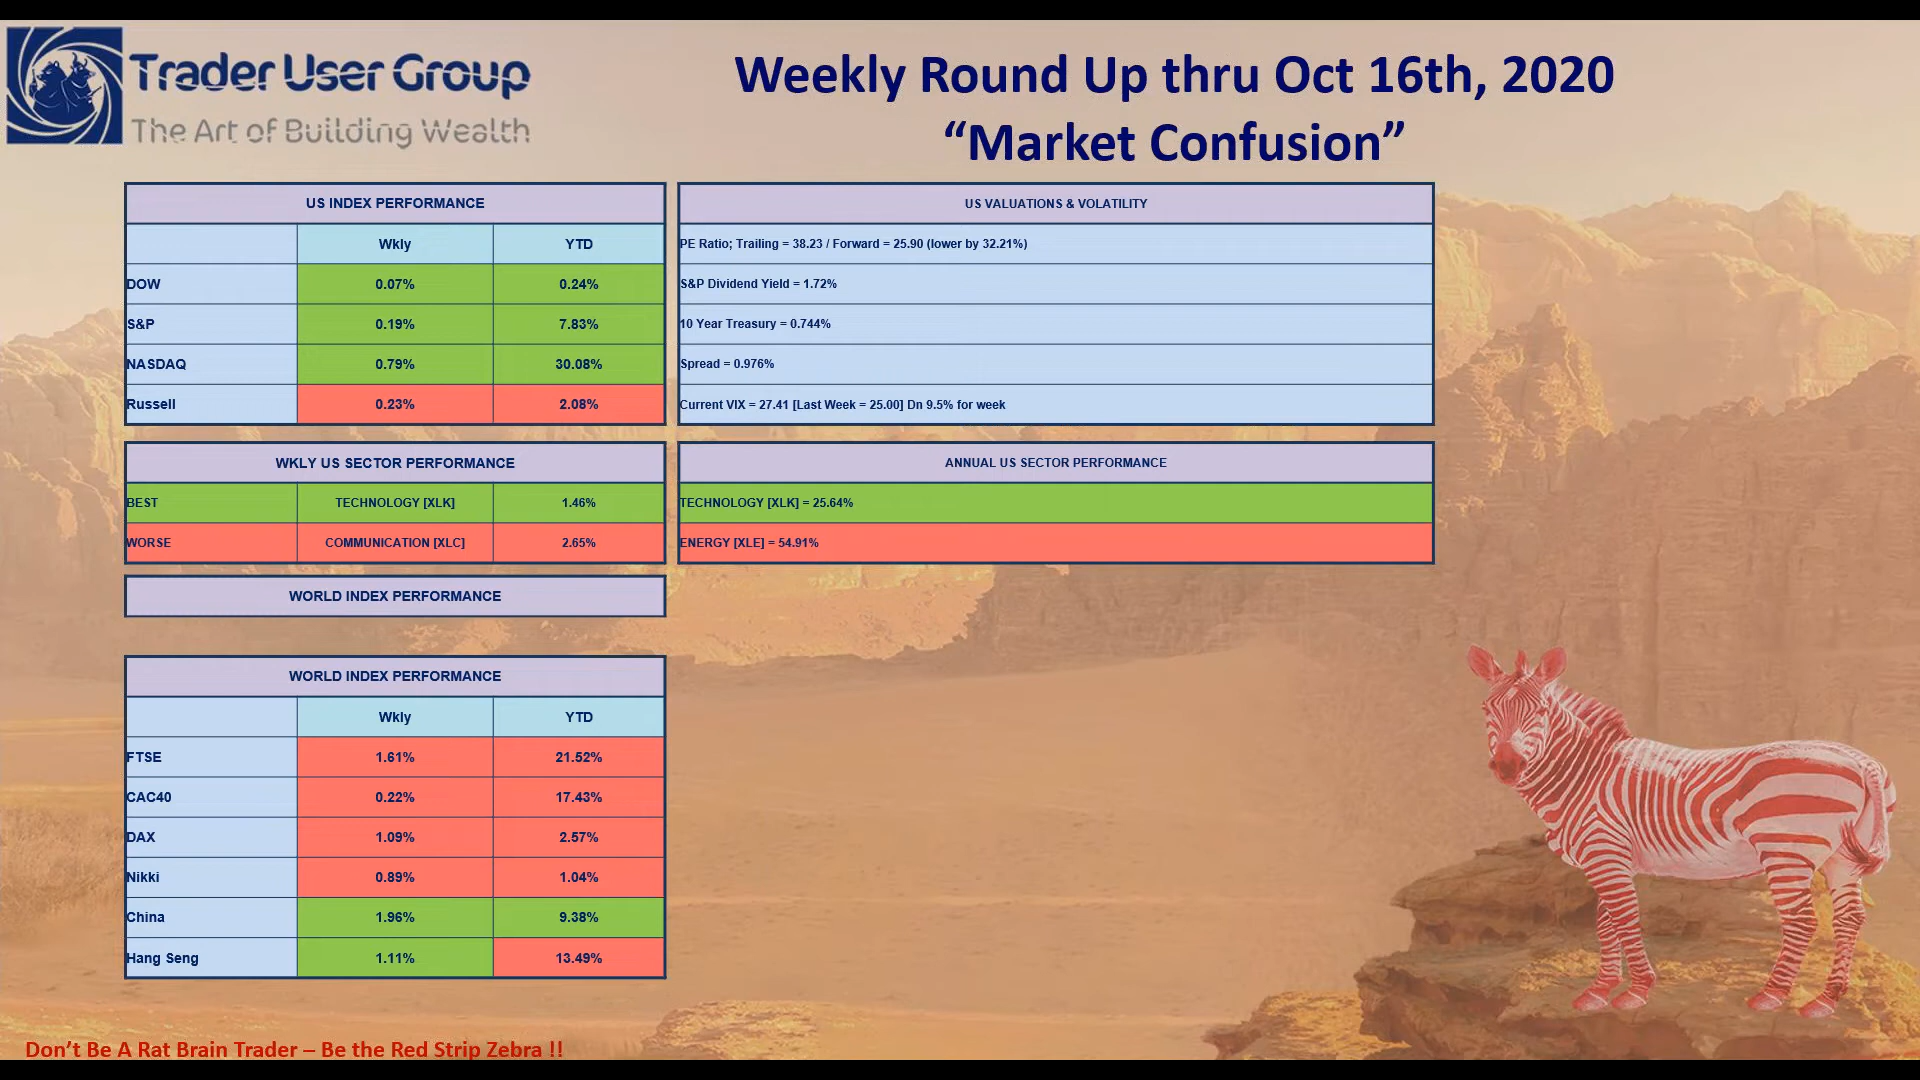 Trader User Group
The Art of Building Wealth
Weekly Round Up thru Oct 16th, 2020
“Market Confusion”
US INDEX PERFORMANCE
Wkly YTD
DOW 0.07% 0.24%
S&P 0.19% 7.83%
NASDAQ 0.79% 30.08%
Russell 0.23% 2.08%
US VALUATIONS & VOLATILITY
PE Ratio; Trailing = 38.23 / Forward = 25.90 (lower by 32.21%)
S&P Dividend Yield = 1.72%
10 Year Treasury = 0.744%
Spread = 0.976%
Current VIX = 27.41 [Last Week = 25.00] Dn 9.5% for week
WKLY US SECTOR PERFORMANCE
BEST TECHNOLOGY [XLK] 1.46%
WORSE COMMUNICATION [XLC] 2.65%
ANNUAL US SECTOR PERFORMANCE
TECHNOLOGY [XLK] = 25.64%
ENERGY [XLE] = 54.91%
WORLD INDEX PERFORMANCE
WORLD INDEX PERFORMANCE
Wkly YTD
FTSE 1.61% 21.52%
CAC40 0.22% 17.43%
DAX 1.09% 2.57%
Nikki 0.89% 1.04%
China 1.96% 9.38%
Hang Seng 1.11% 13.49%
Don’t Be A Rat Brain Trader – Be the Red Strip Zebra !!